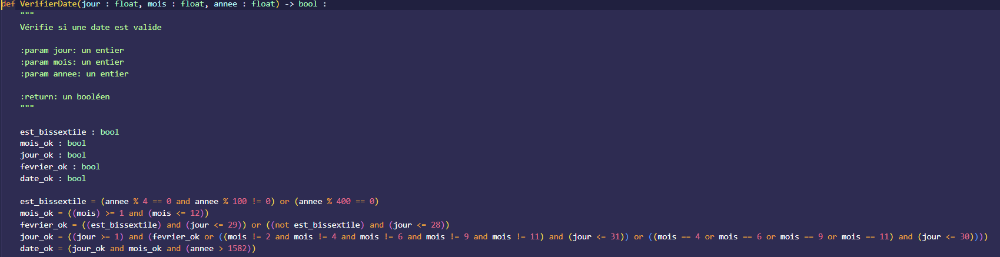 def VerifierDate(jour : float, mois : float, annee : float) -> bool :
"""
Vérifie si une date est valide
:param jour: un entier
:param mois: un entier
:param annee: un entier
:return: un booléen
"""
est_bissextile : bool
mois_ok : bool
jour_ok : bool
fevrier_ok : bool
date_ok : bool
est_bissextile = (annee % 4 == 0 and annee % 100 != 0) or (annee % 400 == 0)
mois_ok = ((mois) >= 1 and (mois <= 12))
fevrier_ok = ((est_bissextile) and (jour <= 29)) or ((not est_bissextile) and (jour <= 28))
jour_ok = ((jour >= 1) and (fevrier_ok or ((mois != 2 and mois != 4 and mois != 6 and mois != 9 and mois != 11) and (jour <= 31)) or ((mois == 4 or mois == 6 or mois == 9 or mois == 11) and (jour <= 30))))
date_ok = (jour_ok and mois_ok and (annee > 1582))